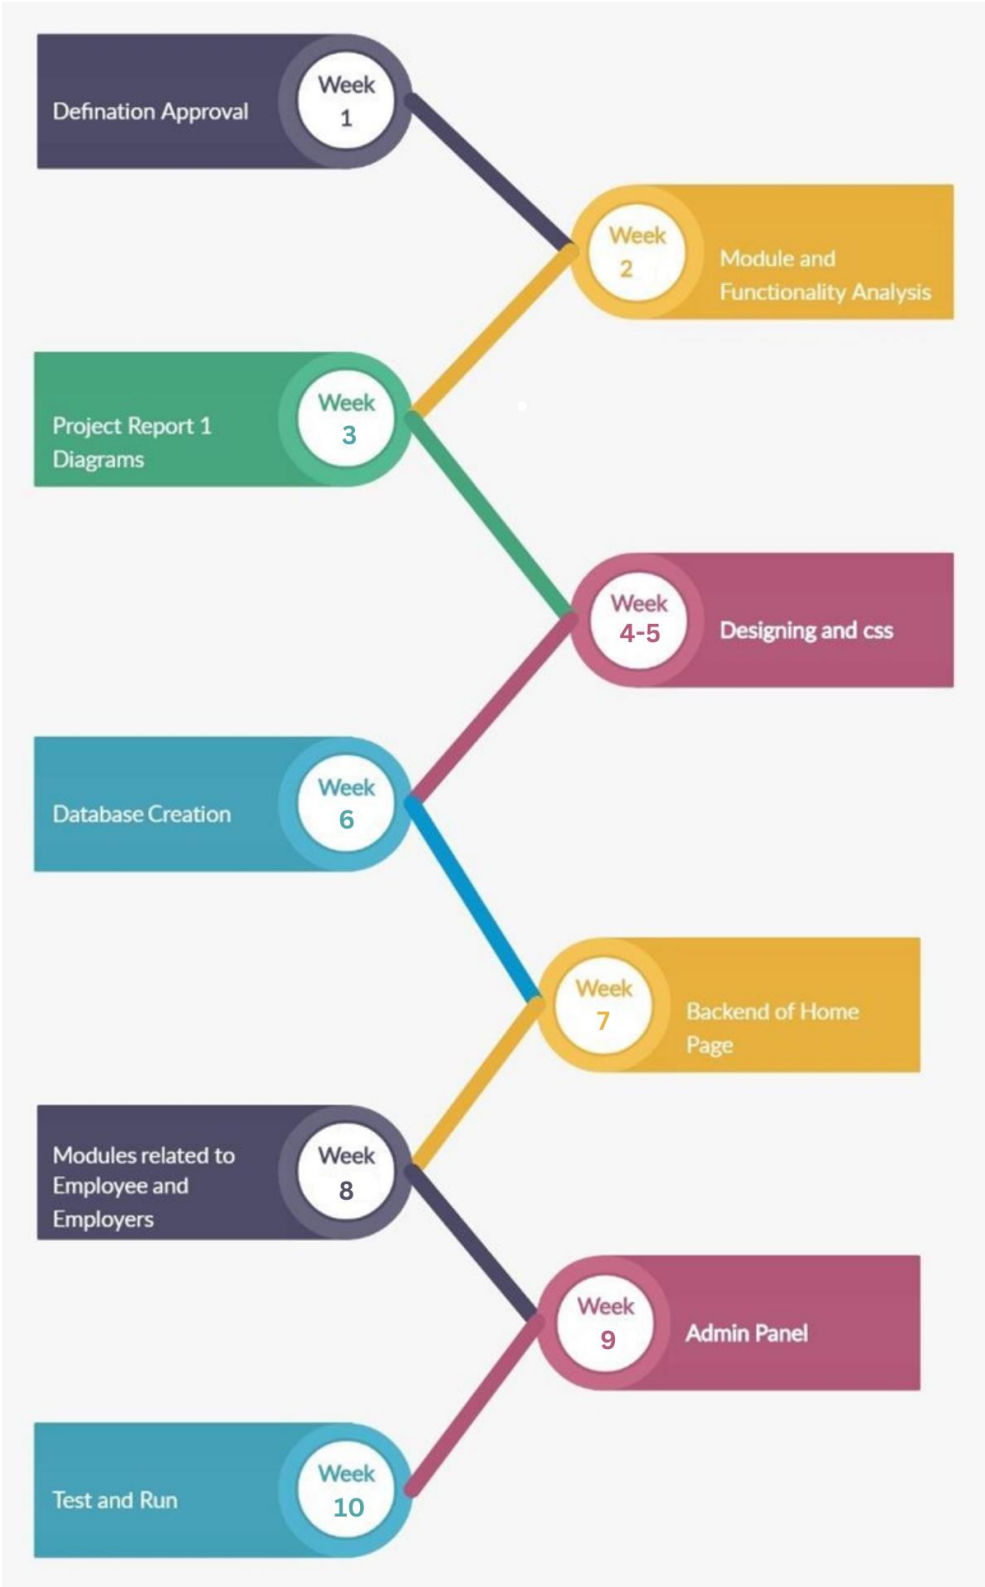 Week
1
Defination Approval
Week
2
Module and
Functionality Analysis
Week
3
Project Report 1
Diagrams
Week
4-5
Designing and css
Week
6
Database Creation
Week
7
Backend of Home
Page
Week
8
Modules related to
Employee and
Employers
Week
9
Admin Panel
Week
10
Test and Run